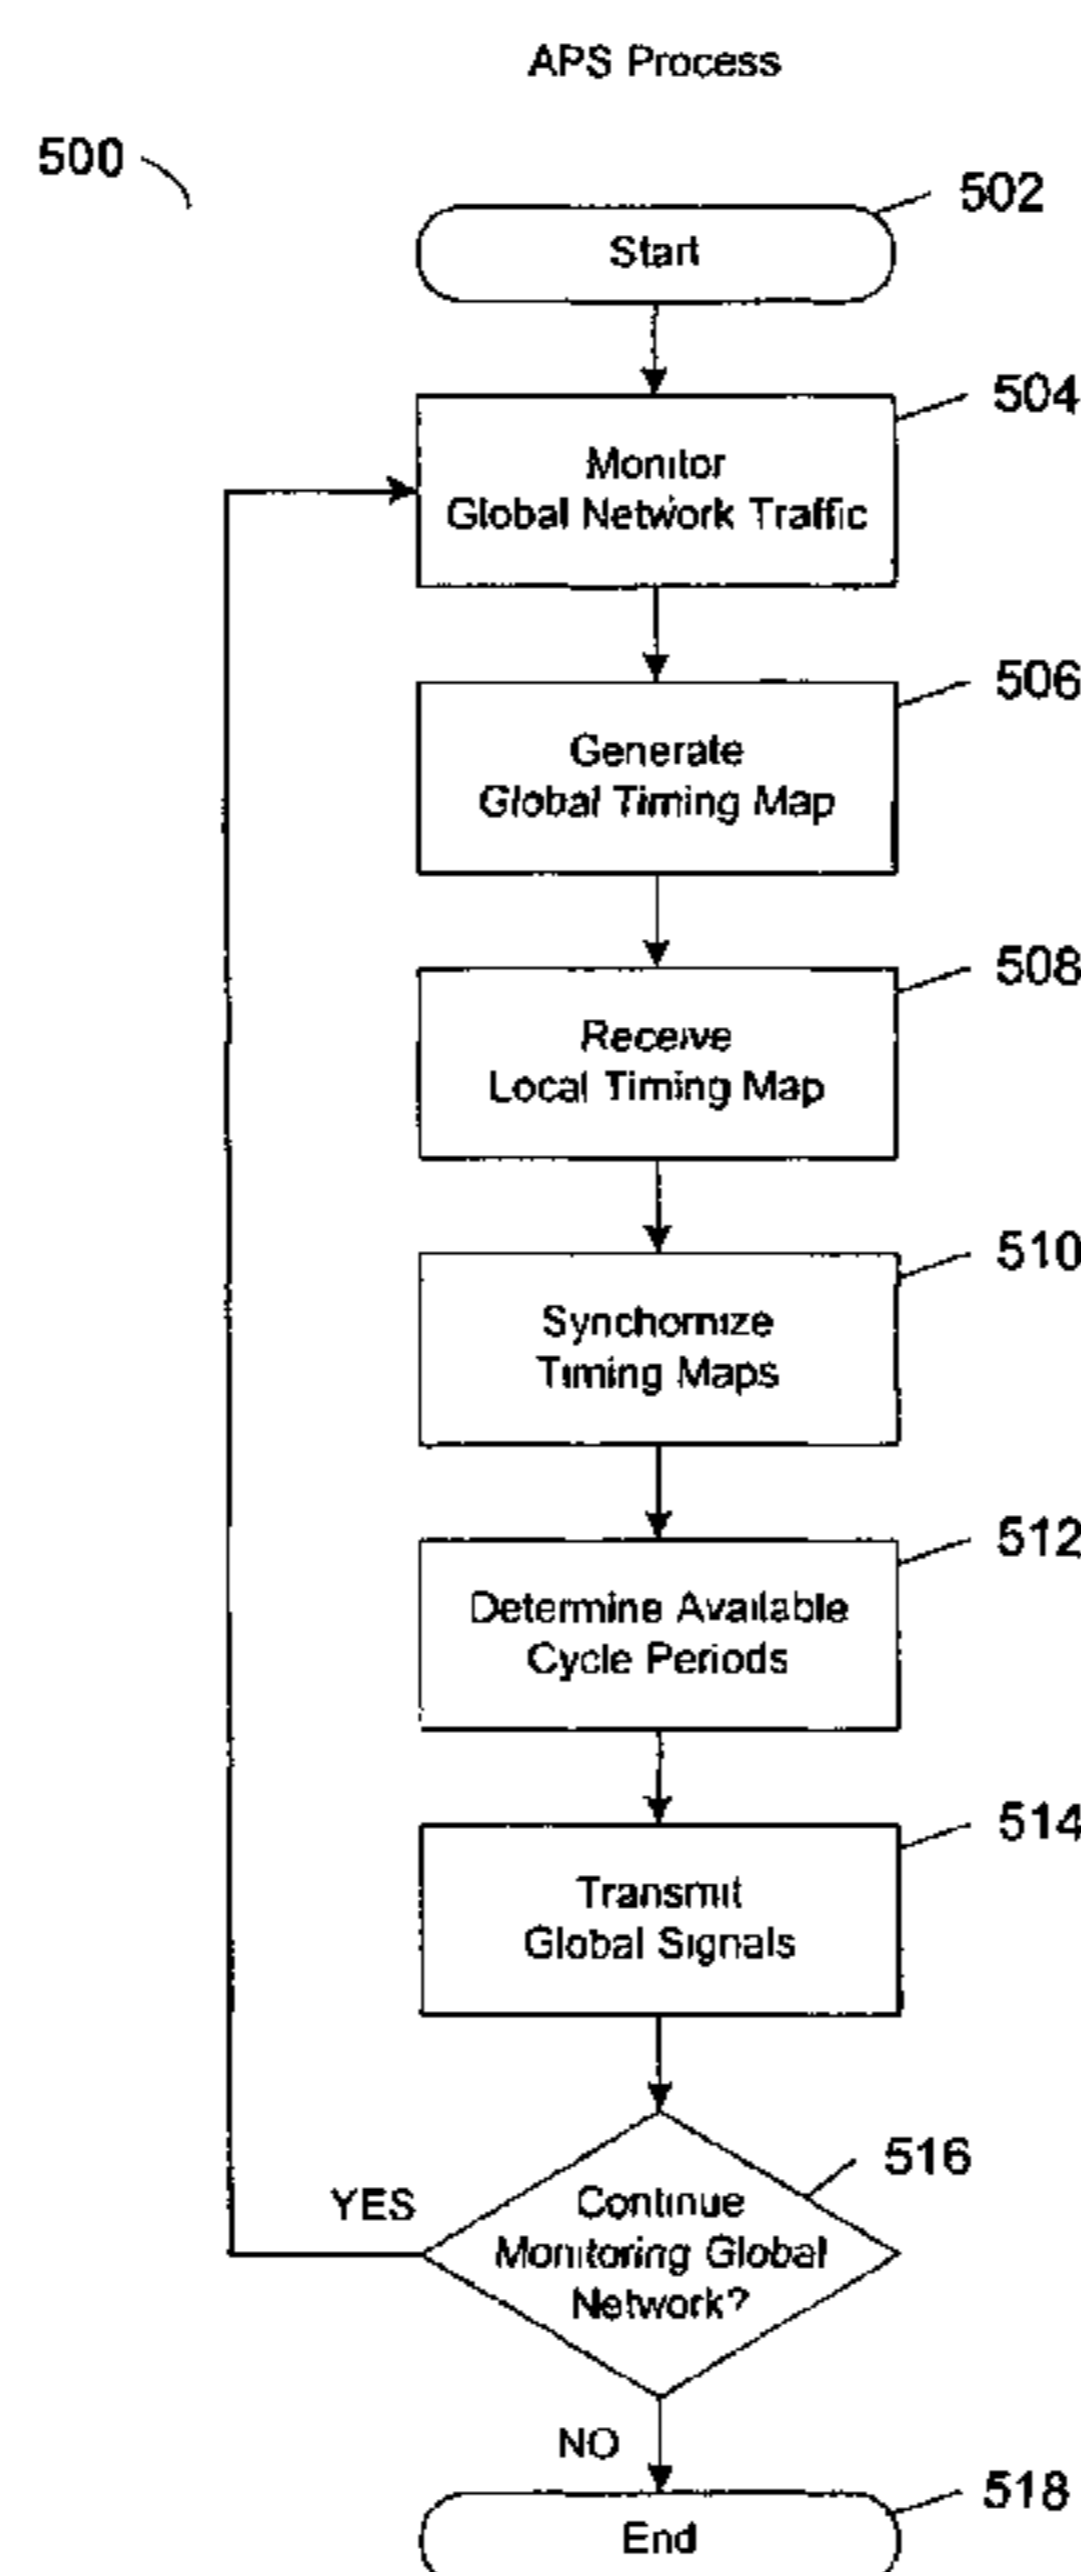 APS Process
500
502
Start
504
Monitor
Global Network Traffic
506
Generate
Global Timing Map
508
Receive
Local Timing Map
510
Synchornize
Timing Maps
512
Determine Available
Cycle Periods
514
Transmit
Global Signals
516
YES
Continue
Monitoring Global
Network?
NO
518
End